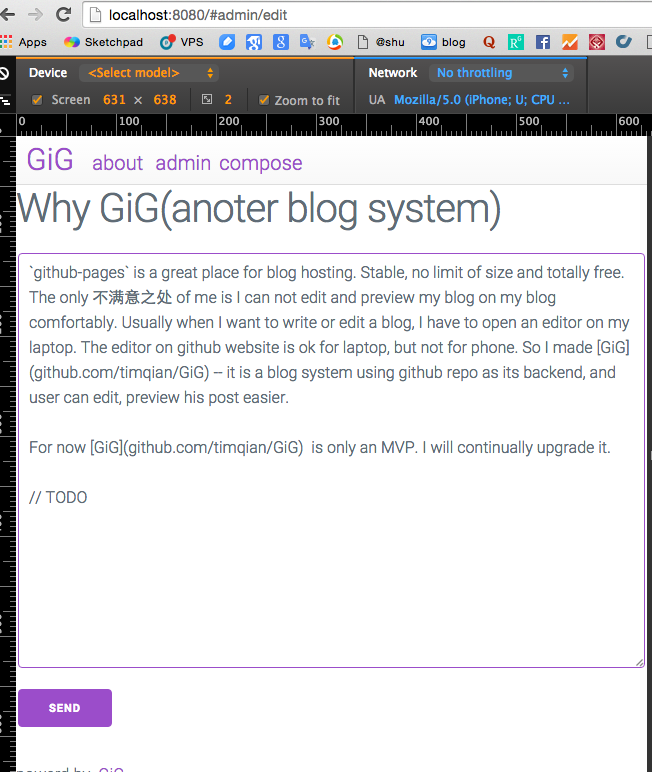 localhost:8080/#admin/edit
Apps Sketchpad VPS @shu blog
Device <Select model> Network No throttling
Screen 631 × 638 2 Zoom to fit UA Mozilla/5.0 (iPhone; U; CPU ...
0 100 200 300 400 500 600
GiG about admin compose
Why GiG(anoter blog system)
`github-pages` is a great place for blog hosting. Stable, no limit of size and totally free.
The only 不满意之处 of me is I can not edit and preview my blog on my blog
comfortably. Usually when I want to write or edit a blog, I have to open an editor on my
laptop. The editor on github website is ok for laptop, but not for phone. So I made [GiG]
(github.com/timqian/GiG) -- it is a blog system using github repo as its backend, and
user can edit, preview his post easier.
For now [GiG](github.com/timqian/GiG) is only an MVP. I will continually upgrade it.
// TODO
SEND
powerd by GiG